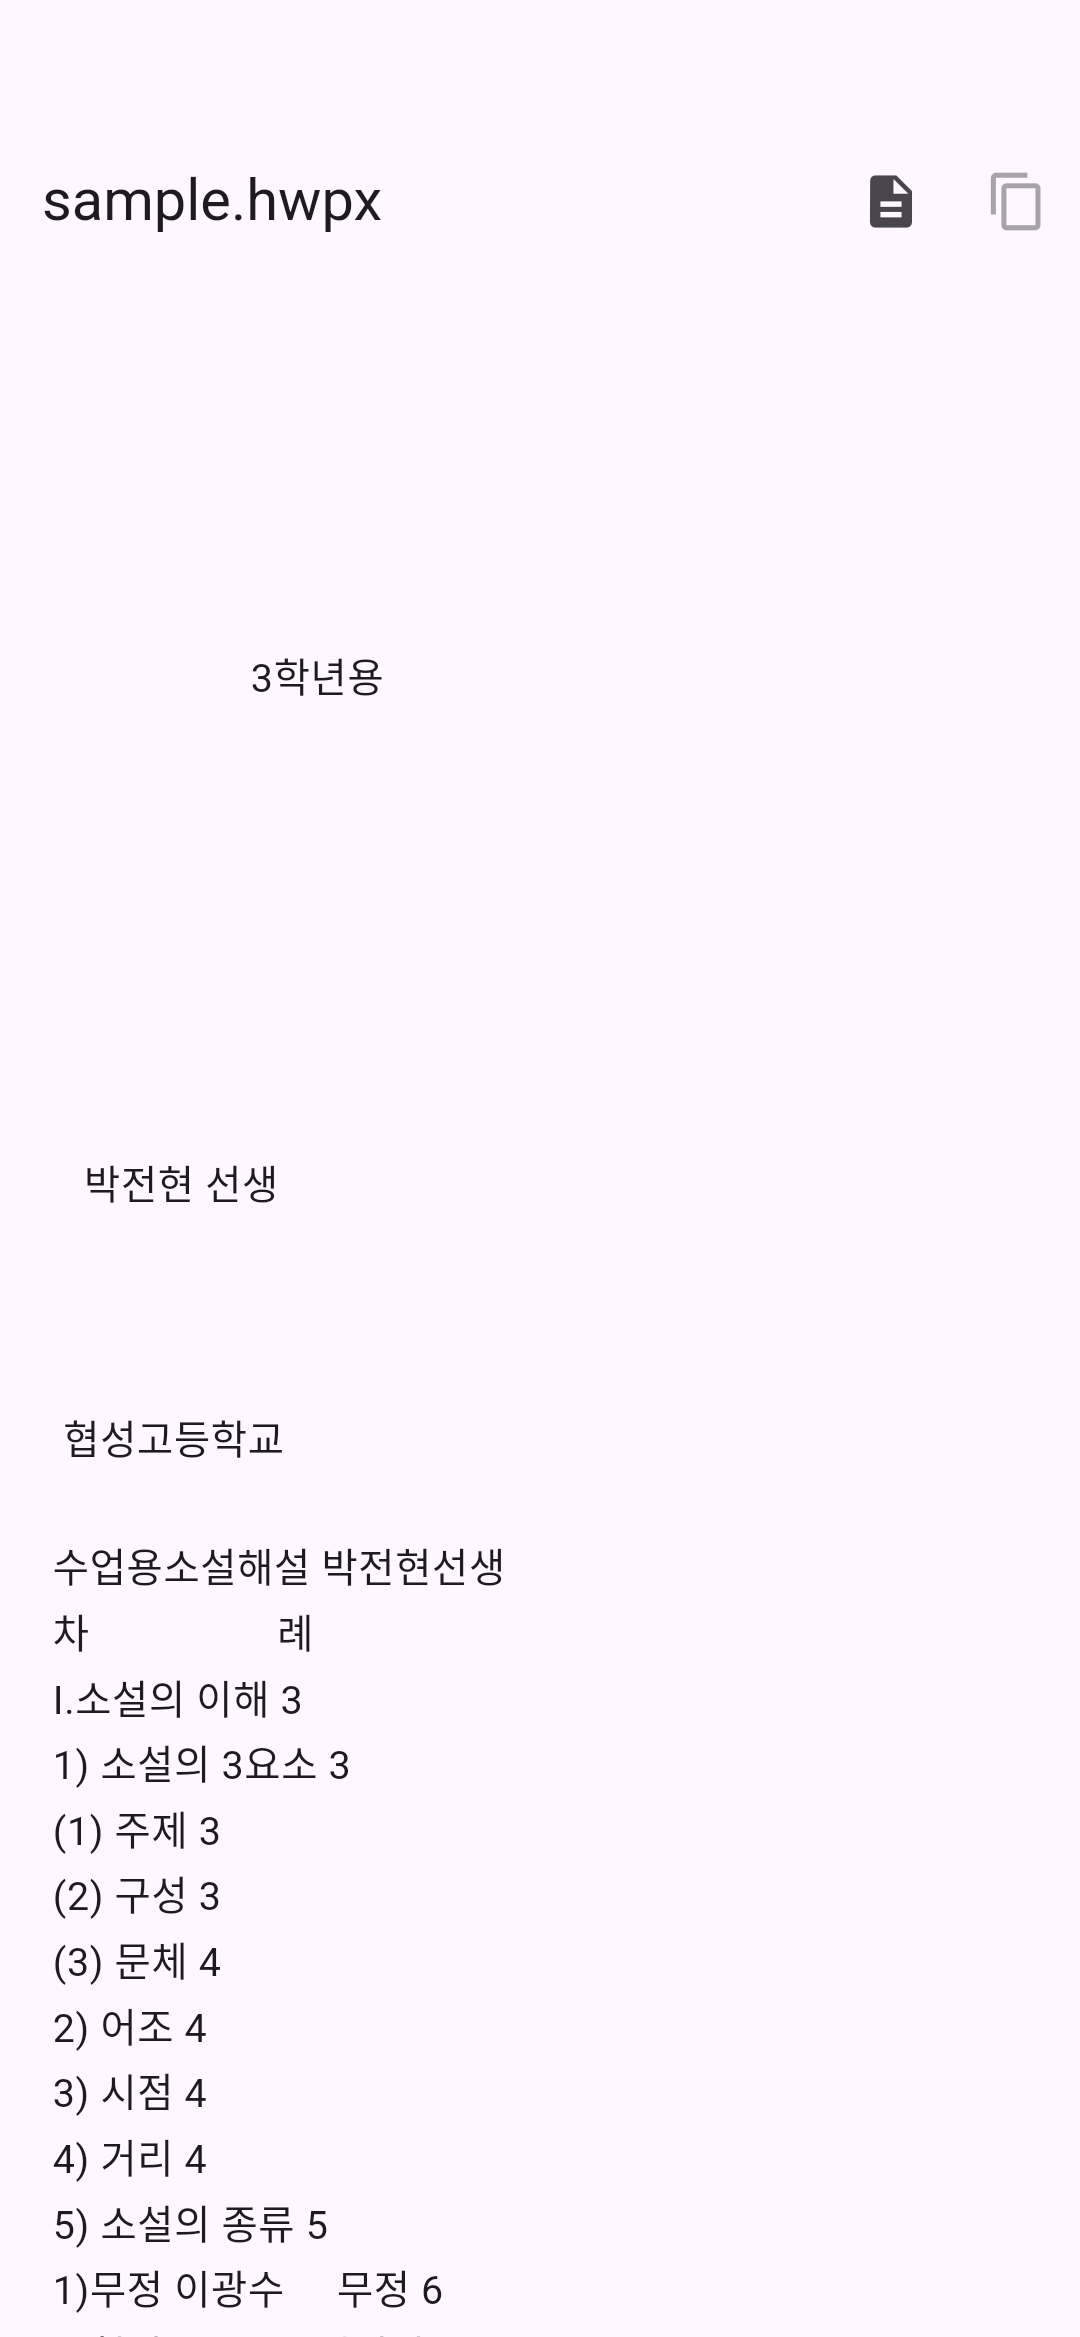 sample.hwpx
3학년용
박전현 선생
협성고등학교
수업용소설해설 박전현선생
차 례
I.소설의 이해 3
1) 소설의 3요소 3
(1) 주제 3
(2) 구성 3
(3) 문체 4
2) 어조 4
3) 시점 4
4) 거리 4
5) 소설의 종류 5
1)무정 이광수 무정 6